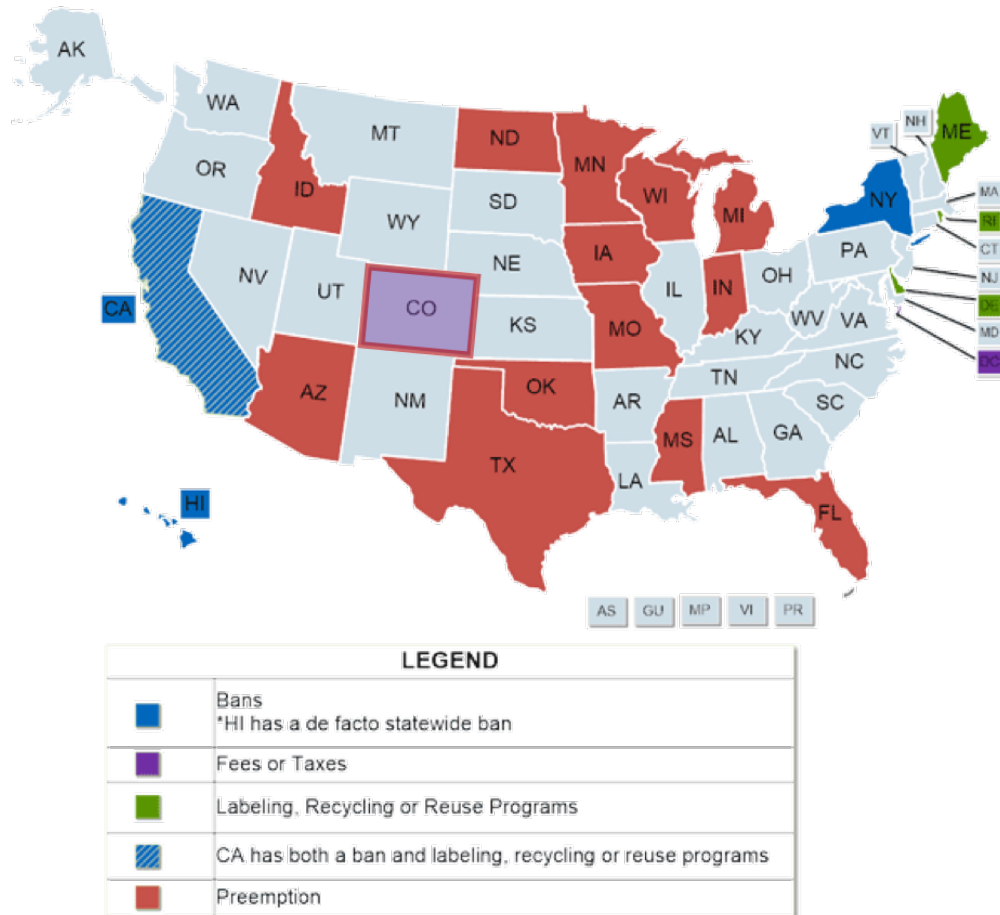 AK
WA
MT
ND
MN
VT
NH
ME
OR
ID
WY
SD
WI
MI
NY
MA
RI
CT
NJ
DE
MD
DC
NV
UT
CO
NE
IA
IL
IN
OH
PA
CA
KS
MO
KY
WV
VA
AZ
NM
OK
AR
TN
NC
SC
TX
LA
MS
AL
GA
FL
HI
AS
GU
MP
VI
PR
LEGEND
Bans
*HI has a de facto statewide ban
Fees or Taxes
Labeling, Recycling or Reuse Programs
CA has both a ban and labeling, recycling or reuse programs
Preemption